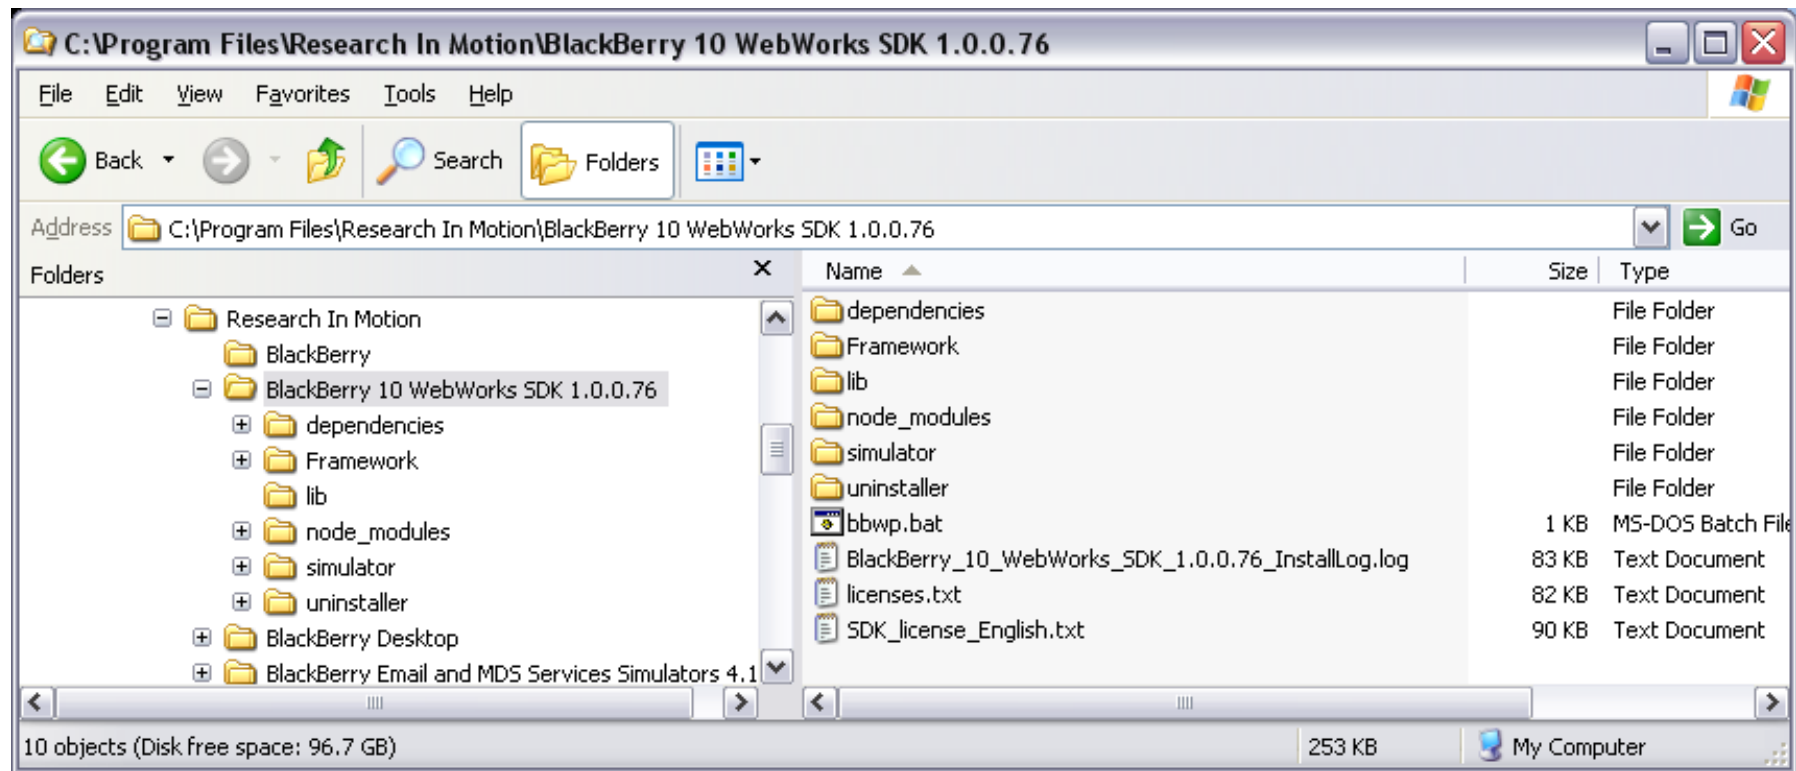 C:\Program Files\Research In Motion\BlackBerry 10 WebWorks SDK 1.0.0.76
File Edit View Favorites Tools Help
Back Search Folders
Address C:\Program Files\Research In Motion\BlackBerry 10 WebWorks SDK 1.0.0.76 Go
Folders
Research In Motion
BlackBerry
BlackBerry 10 WebWorks SDK 1.0.0.76
dependencies
Framework
lib
node_modules
simulator
uninstaller
BlackBerry Desktop
BlackBerry Email and MDS Services Simulators 4.1
Name Size Type
dependencies File Folder
Framework File Folder
lib File Folder
node_modules File Folder
simulator File Folder
uninstaller File Folder
bbwp.bat 1 KB MS-DOS Batch File
BlackBerry_10_WebWorks_SDK_1.0.0.76_InstallLog.log 83 KB Text Document
licenses.txt 82 KB Text Document
SDK_license_English.txt 90 KB Text Document
10 objects (Disk free space: 96.7 GB) 253 KB My Computer